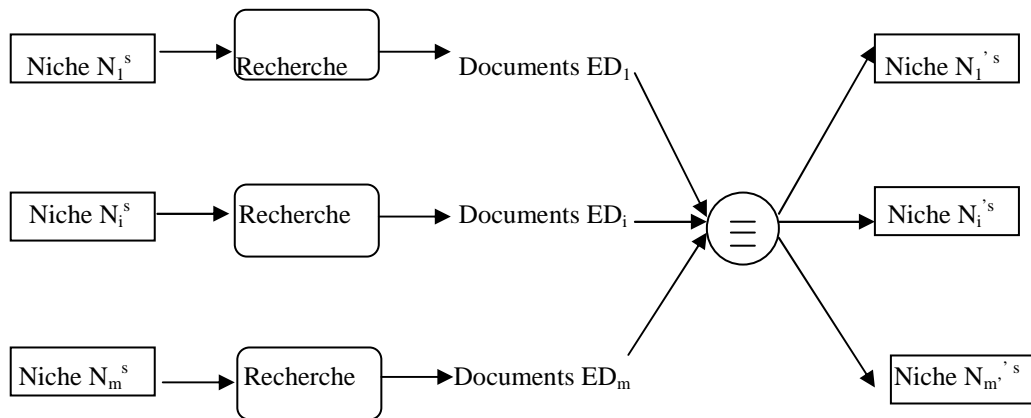 Niche N₁ˢ Recherche Documents ED₁ Niche N₁’ˢ
Niche Nᵢˢ Recherche Documents EDᵢ Niche Nᵢ’ˢ
Niche Nₘˢ Recherche Documents EDₘ Niche Nₘ’’ˢ